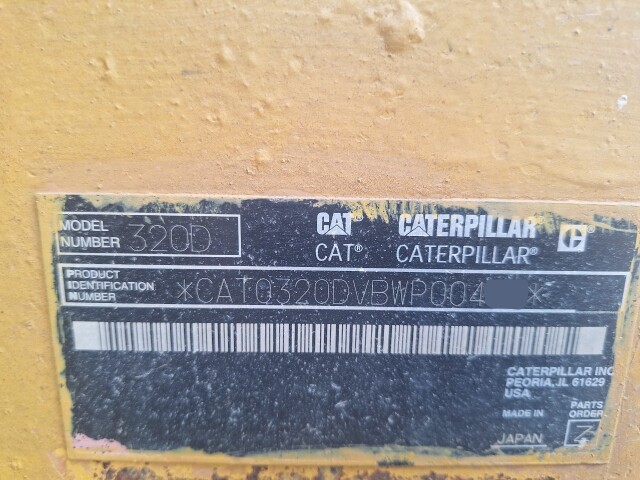 MODEL NUMBER 320D
CAT CATERPILLAR
CAT® CATERPILLAR®
PRODUCT IDENTIFICATION NUMBER *CAT0320DVBWP004 *
CATERPILLAR INC
PEORIA, IL 61629
USA
MADE IN
JAPAN
PARTS ORDER